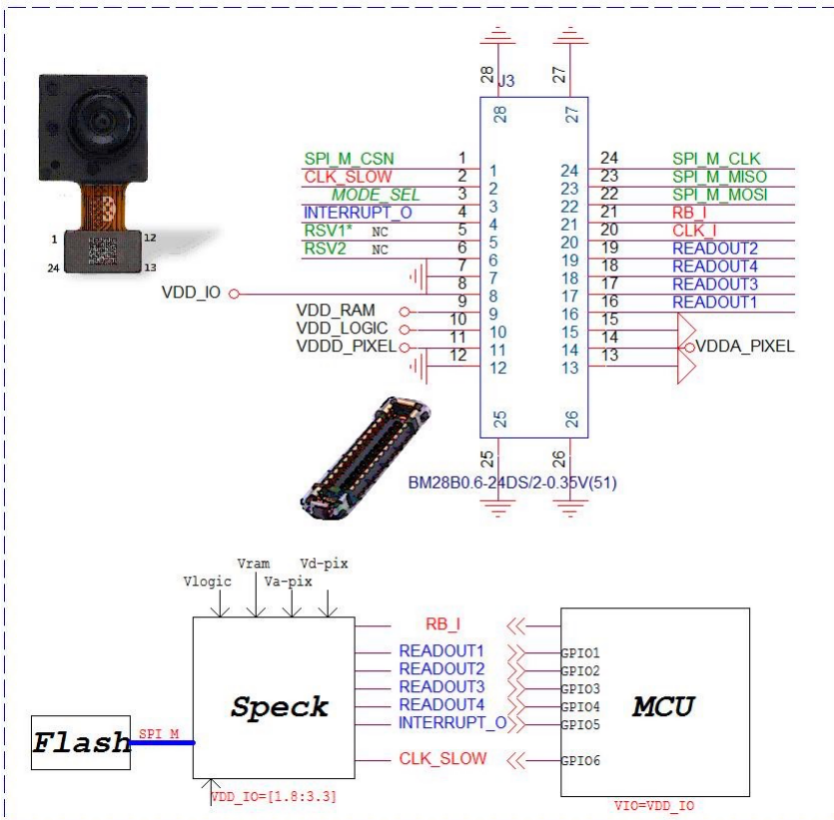 28
27
J3
28
27
SPI_M_CSN 1 1 24 24 SPI_M_CLK
CLK_SLOW 2 2 23 23 SPI_M_MISO
MODE_SEL 3 3 22 22 SPI_M_MOSI
INTERRUPT_O 4 4 21 21 RB_I
RSV1* NC 5 5 20 20 CLK_I
RSV2 NC 6 6 19 19 READOUT2
7 7 18 18 READOUT4
VDD_IO 8 8 17 17 READOUT3
VDD_RAM 9 9 16 16 READOUT1
VDD_LOGIC 10 10 15 15
VDDD_PIXEL 11 11 14 14 VDDA_PIXEL
12 12 13 13
1 12
24 13
25
26
25
26
BM28B0.6-24DS/2-0.35V(51)
Vram Vd-pix
Vlogic Va-pix
RB_I
READOUT1 GPIO1
READOUT2 GPIO2
READOUT3 GPIO3
READOUT4 GPIO4
INTERRUPT_O GPIO5
CLK_SLOW GPIO6
Speck
MCU
Flash SPI_M
VDD_IO=[1.8:3.3]
VIO=VDD_IO